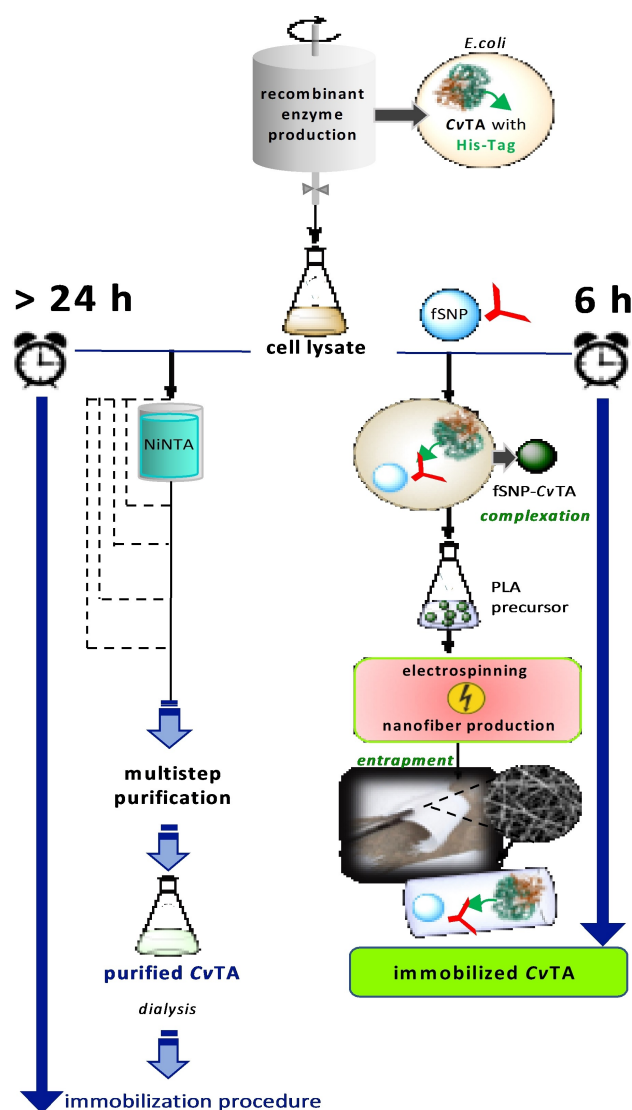 E.coli
recombinant
enzyme
production
CvTA with
His-Tag
> 24 h
fSNP
6 h
cell lysate
NiNTA
fSNP-CvTA
complexation
PLA
precursor
electrospinning
nanofiber production
entrapment
multistep
purification
purified CvTA
immobilized CvTA
dialysis
immobilization procedure